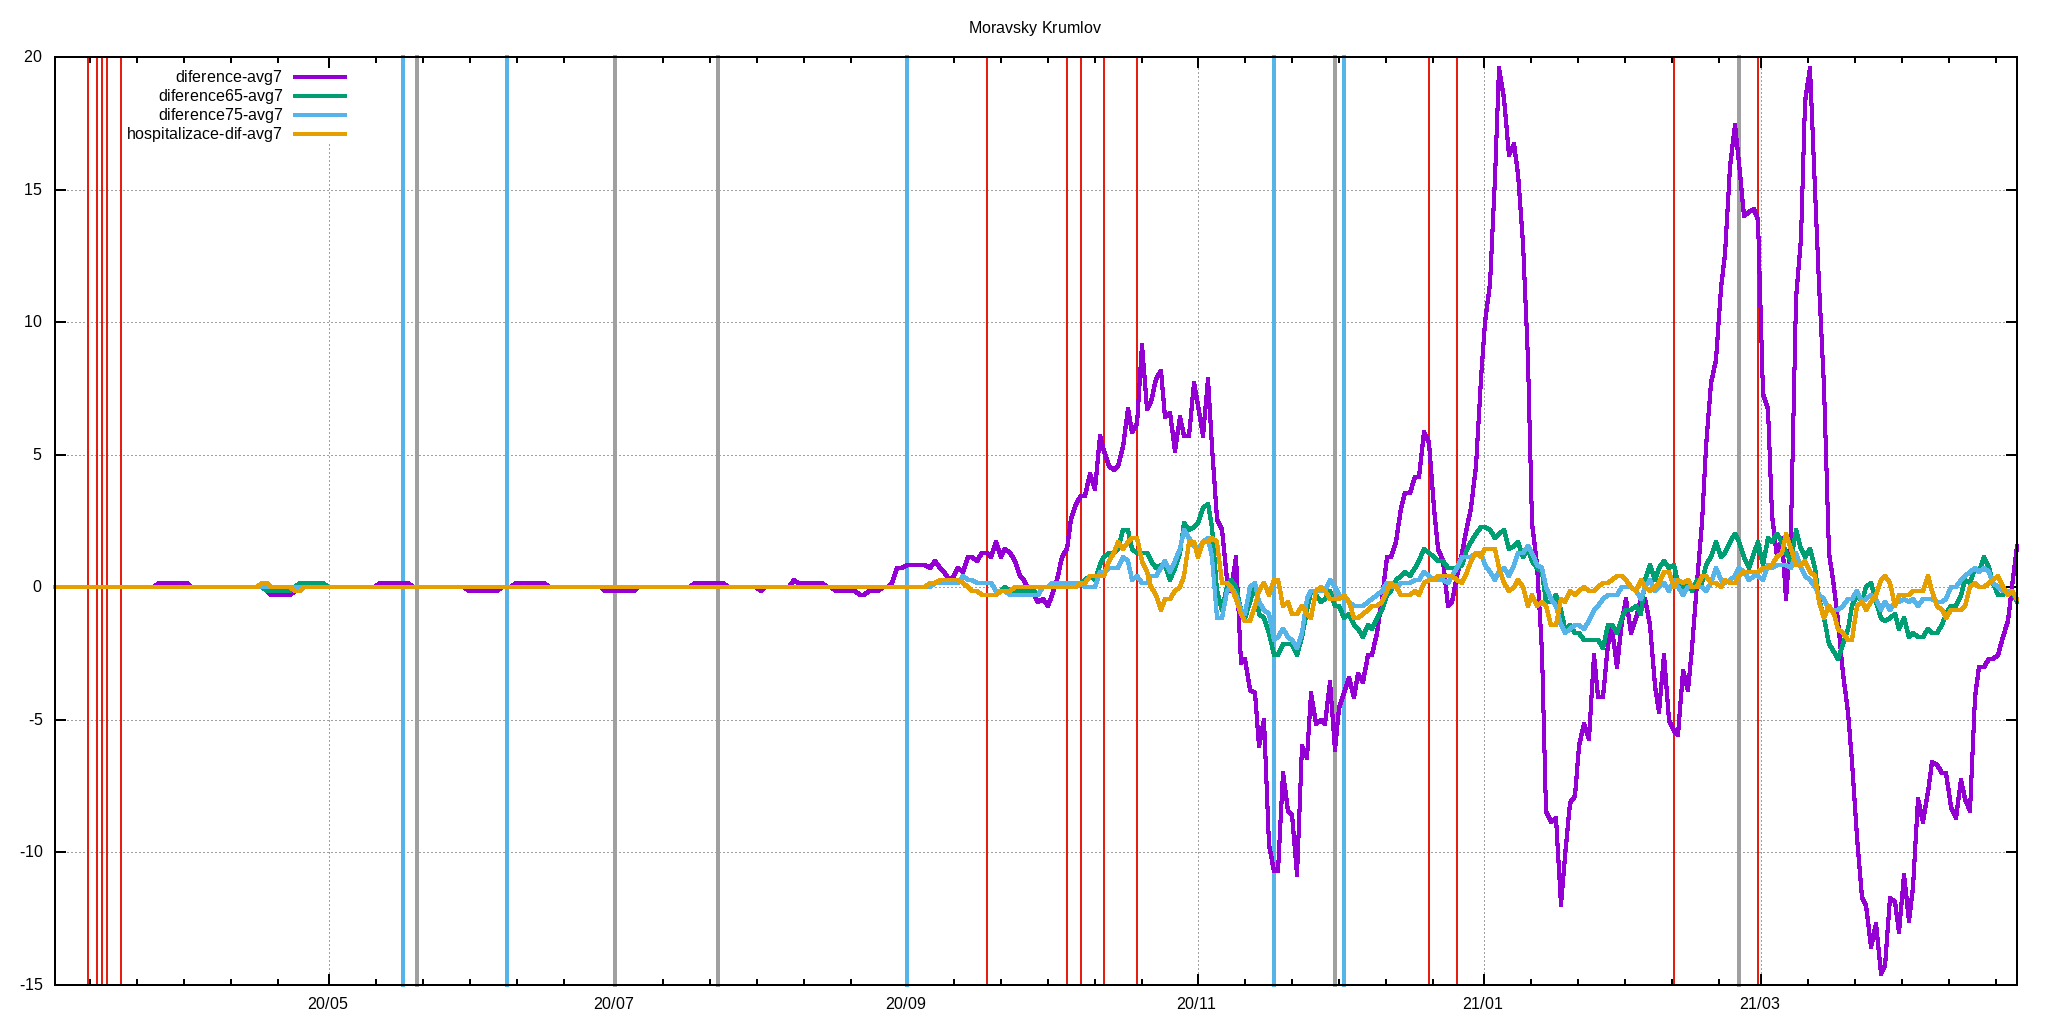 Moravsky Krumlov
20
diference-avg7
diference65-avg7
diference75-avg7
hospitalizace-dif-avg7
15
10
5
0
-5
-10
-15
20/05 20/07 20/09 20/11 21/01 21/03